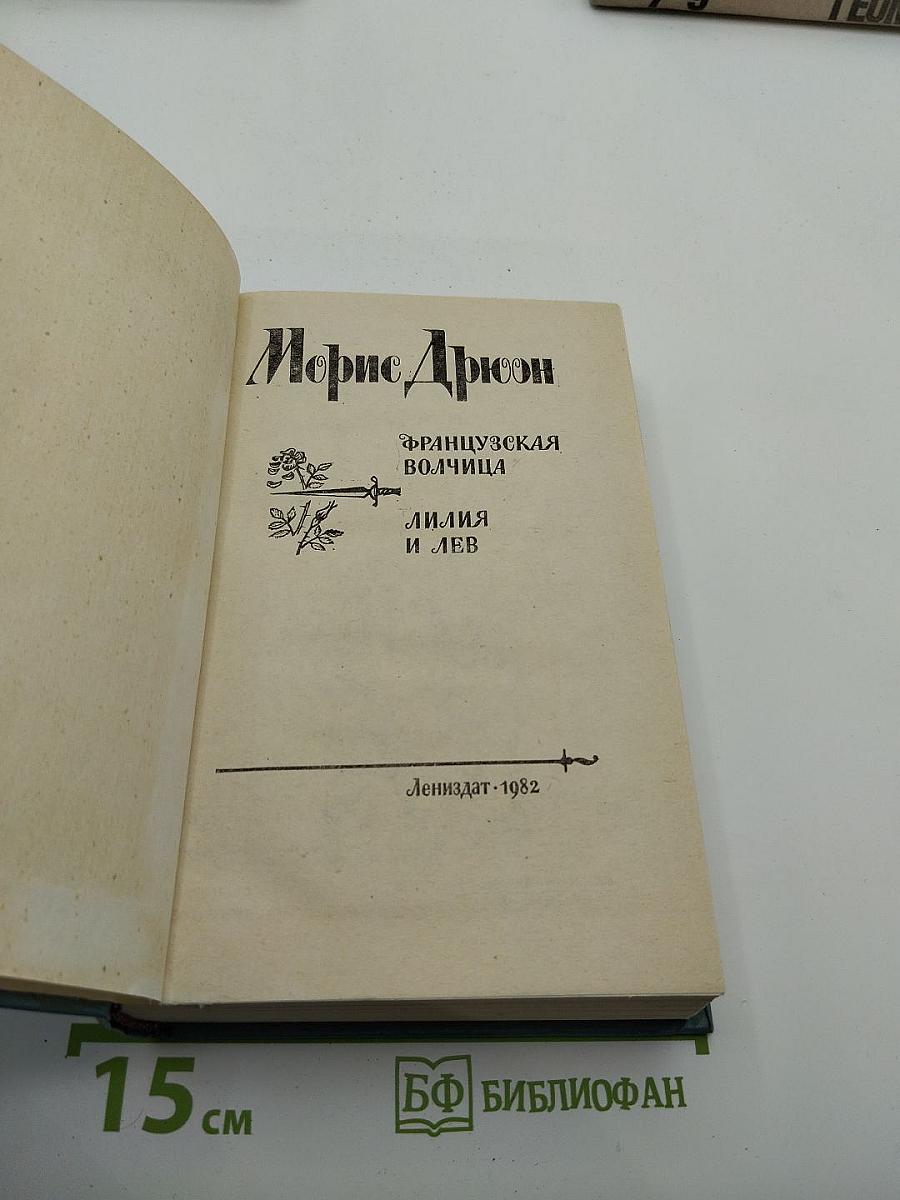 Морис Дрюон
ФРАНЦУЗСКАЯ
ВОЛЧИЦА
ЛИЛИЯ
И ЛЕВ
Лениздат·1982
15 см
БФ БИБЛИОФАН